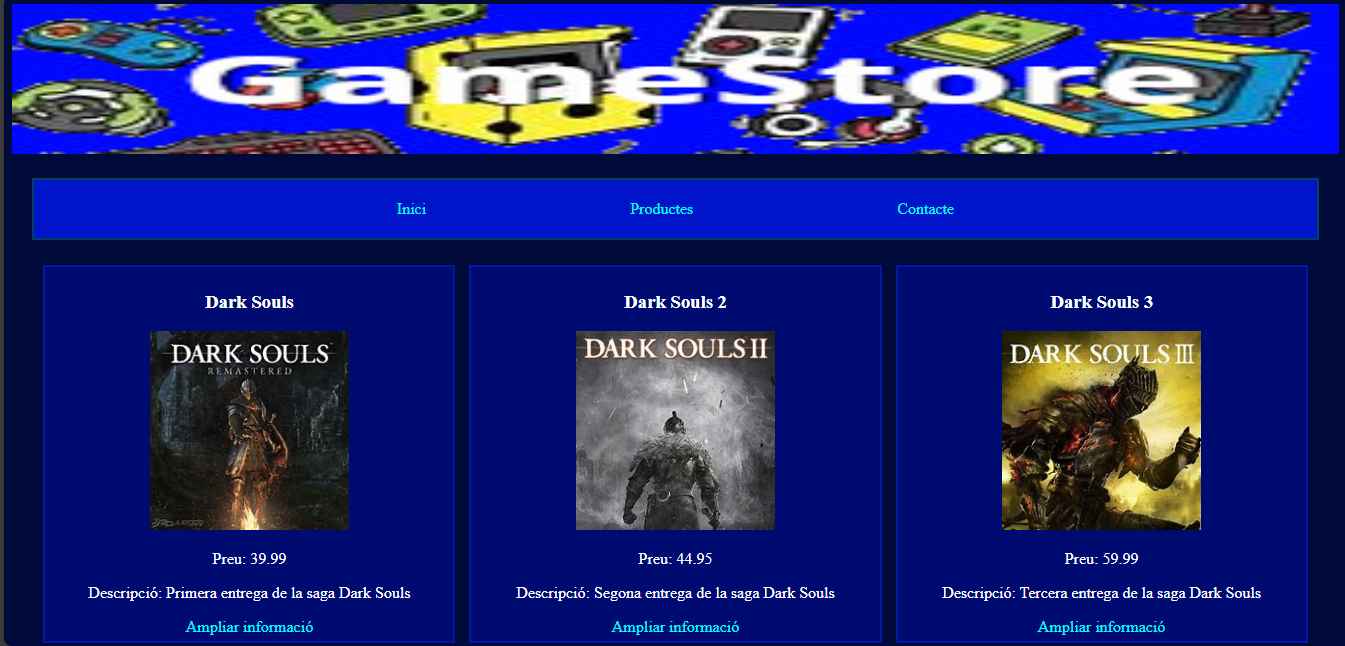 GameStore
Inici Productes Contacte
Dark Souls Dark Souls 2 Dark Souls 3
DARK SOULS DARK SOULS II DARK SOULS III
REMASTERED
Preu: 39.99 Preu: 44.95 Preu: 59.99
Descripció: Primera entrega de la saga Dark Souls Descripció: Segona entrega de la saga Dark Souls Descripció: Tercera entrega de la saga Dark Souls
Ampliar informació Ampliar informació Ampliar informació